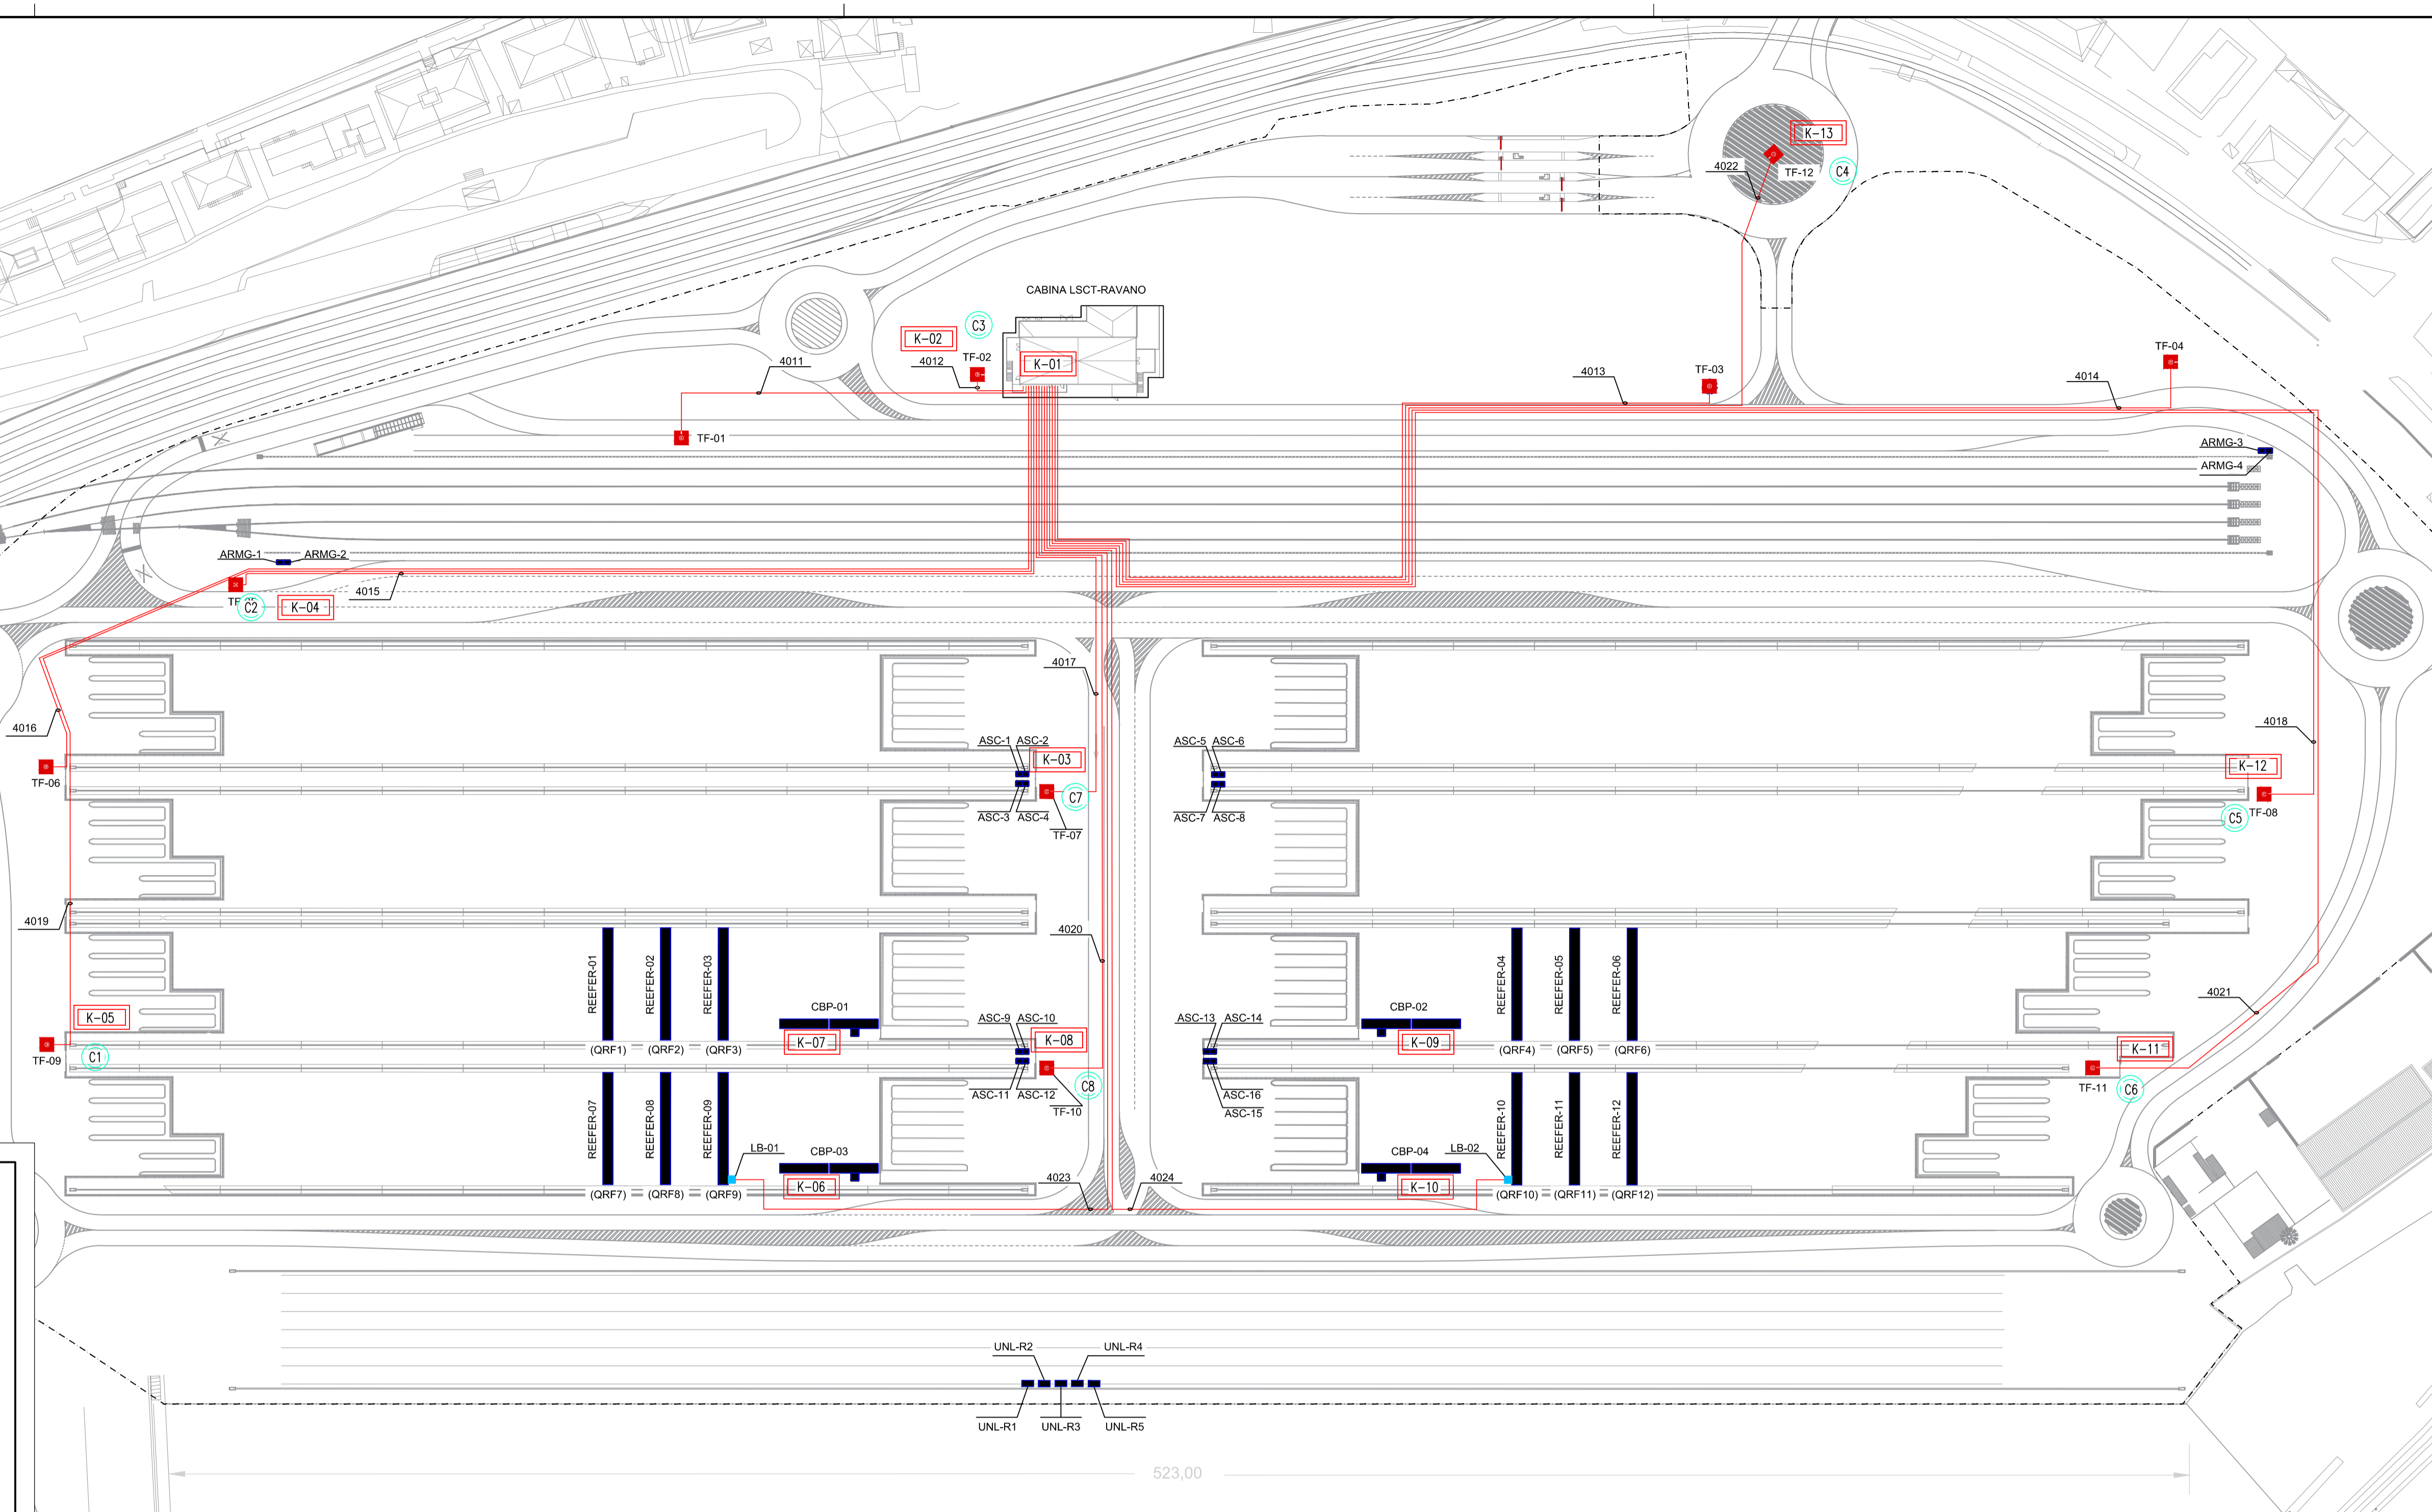 K-13
4022
TF-12
C4
CABINA LSCT-RAVANO
C3
K-02
K-01
4011
4012
TF-02
4013
TF-03
4014
TF-04
TF-01
ARMG-3
ARMG-4
ARMG-1
ARMG-2
4015
C2
K-04
4017
4016
4018
ASC-1
ASC-2
K-03
ASC-5
ASC-6
K-12
TF-06
C7
ASC-3
ASC-4
TF-07
ASC-7
ASC-8
C5
TF-08
4019
4020
REEFER-01
REEFER-02
REEFER-03
REEFER-04
REEFER-05
REEFER-06
4021
K-05
CBP-01
CBP-02
ASC-9
ASC-10
ASC-13
ASC-14
K-07
K-08
K-09
K-11
TF-09
C1
(QRF1)
(QRF2)
(QRF3)
(QRF4)
(QRF5)
(QRF6)
C8
TF-11
C6
ASC-11
ASC-12
TF-10
ASC-16
ASC-15
REEFER-07
REEFER-08
REEFER-09
REEFER-10
REEFER-11
REEFER-12
LB-01
CBP-03
CBP-04
LB-02
K-06
4023
4024
K-10
(QRF7)
(QRF8)
(QRF9)
(QRF10)
(QRF11)
(QRF12)
UNL-R2
UNL-R4
UNL-R1
UNL-R3
UNL-R5
523,00